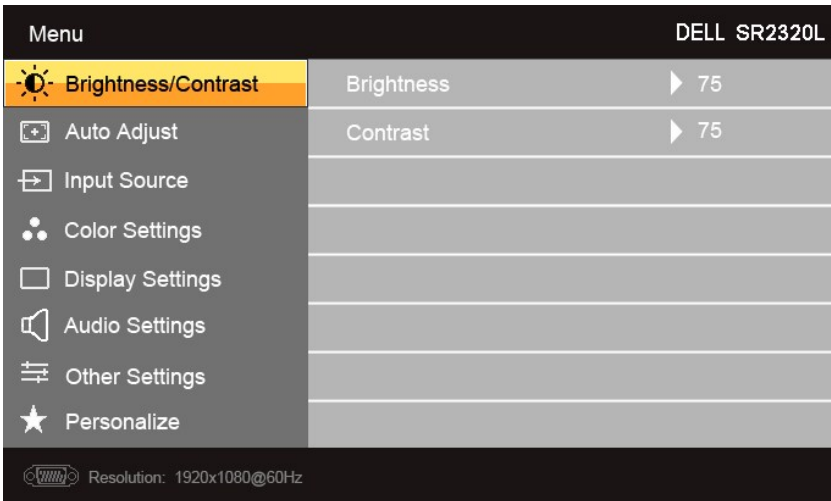 Menu DELL SR2320L
Brightness/Contrast Brightness 75
Auto Adjust Contrast 75
Input Source
Color Settings
Display Settings
Audio Settings
Other Settings
Personalize
Resolution: 1920x1080@60Hz